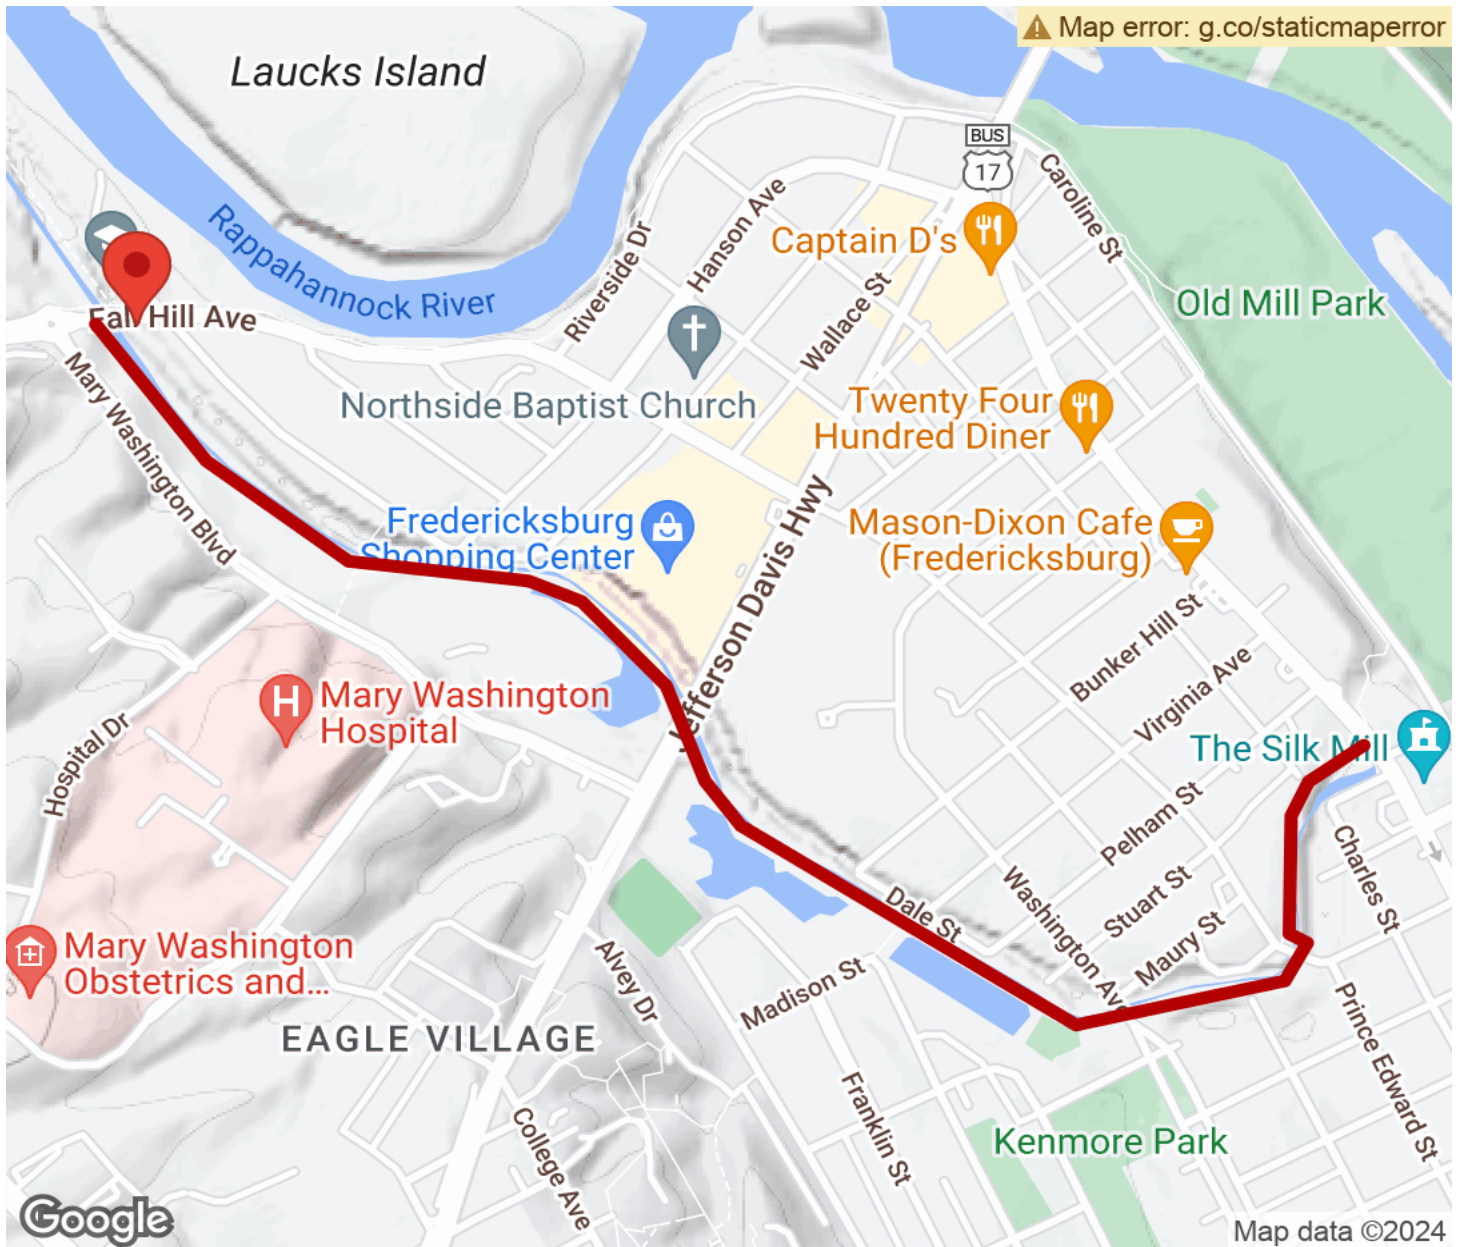 Map error: g.co/staticmaperror
Laucks Island
BUS
17
Caroline St
Hanson Ave
Rappahannock River
Riverside Dr
Captain D's
Wallace St
Old Mill Park
Fall Hill Ave
Mary Washington Blvd
Northside Baptist Church
Twenty Four
Hundred Diner
Jefferson Davis Hwy
Fredericksburg
Shopping Center
Mason-Dixon Cafe
(Fredericksburg)
Bunker Hill St
Virginia Ave
H
Mary Washington
Hospital
Hospital Dr
The Silk Mill
Pelham St
Charles St
Washington Ave
Stuart St
Dale St
Maury St
Mary Washington
Obstetrics and...
Alvey Dr
Madison St
Prince Edward St
EAGLE VILLAGE
Franklin St
College Ave
Kenmore Park
Google
Map data ©2024